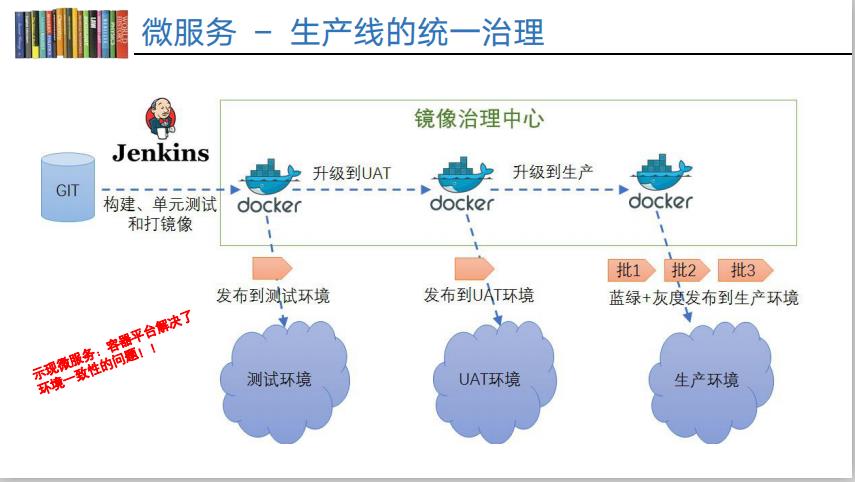 微服务 － 生产线的统一治理
镜像治理中心
Jenkins
GIT
构建、单元测试
和打镜像
docker
升级到UAT
docker
升级到生产
docker
发布到测试环境
发布到UAT环境
批1
批2
批3
蓝绿+灰度发布到生产环境
示现微服务：容器平台解决了
环境一致性的问题！！
测试环境
UAT环境
生产环境
LAW
WORLD HISTORY